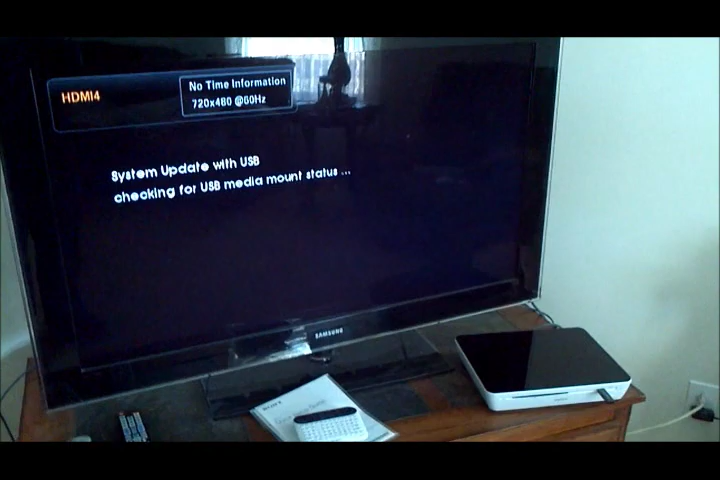 HDMI4
No Time Information
720x480 @60Hz
System Update with USB
checking for USB media mount status ...
SAMSUNG